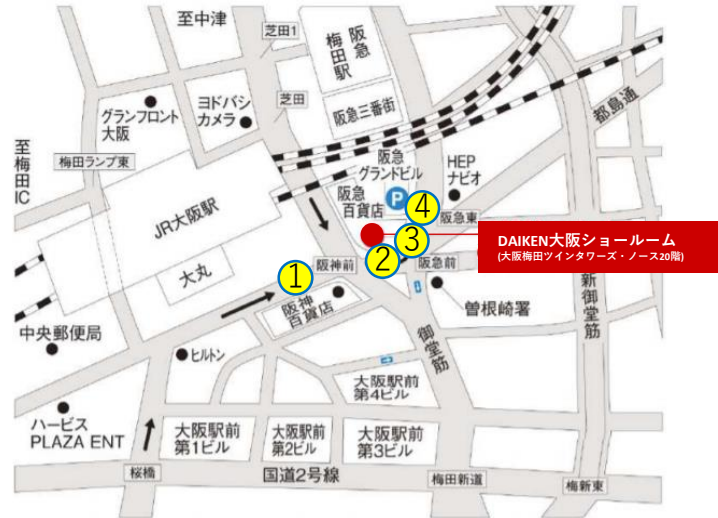 至中津
芝田1
阪急
梅田駅
グランフロント
大阪
ヨドバシ
カメラ
芝田
阪急三番街
都島通
至梅田IC
梅田ランプ東
阪急
グランドビル
HEP
ナビオ
JR大阪駅
阪急
百貨店
P
④
阪急東
③
DAIKEN大阪ショールーム
(大阪梅田ツインタワーズ・ノース20階)
②
大丸
①
阪神前
阪急前
阪神
百貨店
曽根崎署
新御堂筋
中央郵便局
ヒルトン
御堂筋
大阪駅前
第4ビル
ハービス
PLAZA ENT
大阪駅前
第1ビル
大阪駅前
第2ビル
大阪駅前
第3ビル
桜橋
国道2号線
梅田新道
梅新東